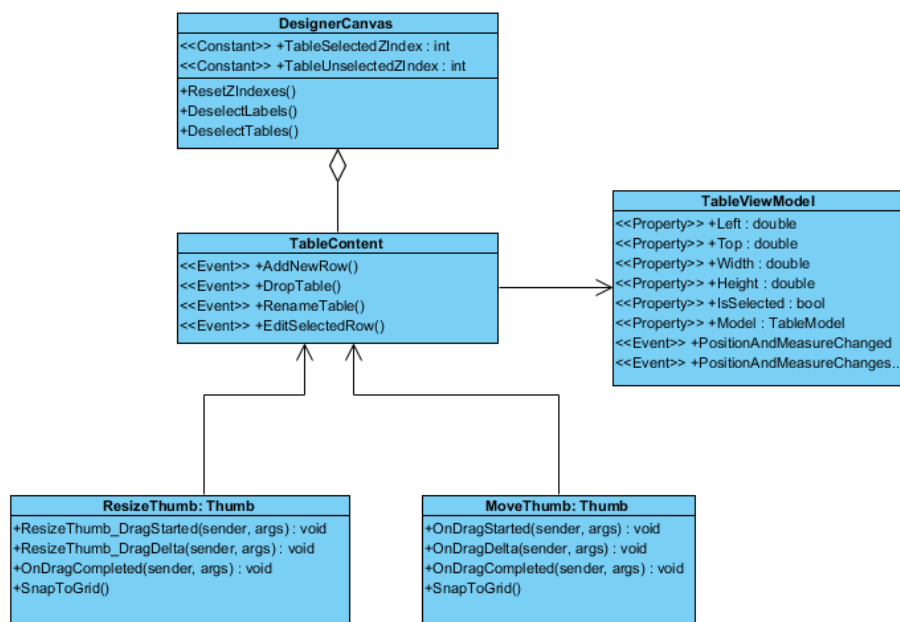 DesignerCanvas
<<Constant>> +TableSelectedZIndex : int
<<Constant>> +TableUnselectedZIndex : int
+ResetZIndexes()
+DeselectLabels()
+DeselectTables()
TableContent
<<Event>> +AddNewRow()
<<Event>> +DropTable()
<<Event>> +RenameTable()
<<Event>> +EditSelectedRow()
TableViewModel
<<Property>> +Left : double
<<Property>> +Top : double
<<Property>> +Width : double
<<Property>> +Height : double
<<Property>> +IsSelected : bool
<<Property>> +Model : TableModel
<<Event>> +PositionAndMeasureChanged
<<Event>> +PositionAndMeasureChanges...
ResizeThumb: Thumb
+ResizeThumb_DragStarted(sender, args) : void
+ResizeThumb_DragDelta(sender, args) : void
+OnDragCompleted(sender, args) : void
+SnapToGrid()
MoveThumb: Thumb
+OnDragStarted(sender, args) : void
+OnDragDelta(sender, args) : void
+OnDragCompleted(sender, args) : void
+SnapToGrid()